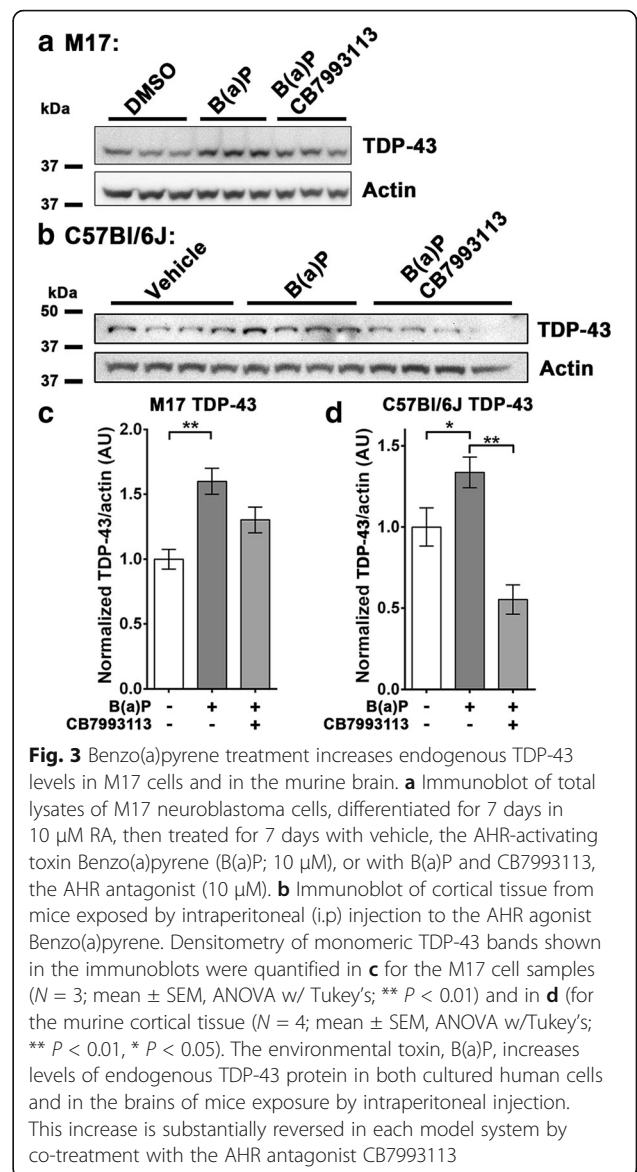 a M17:
DMSO
B(a)P
B(a)P
CB7993113
kDa
TDP-43
37
Actin
37
b C57Bl/6J:
Vehicle
B(a)P
B(a)P
CB7993113
kDa
50
TDP-43
37
Actin
37
c
M17 TDP-43
Normalized TDP-43/actin (AU)
2.0
1.5
1.0
0.5
0.0
**
B(a)P - + +
CB7993113 - - +
d
C57Bl/6J TDP-43
Normalized TDP-43/actin (AU)
1.5
1.0
0.5
0.0
*
**
B(a)P - + +
CB7993113 - - +
Fig. 3 Benzo(a)pyrene treatment increases endogenous TDP-43
levels in M17 cells and in the murine brain. a Immunoblot of total
lysates of M17 neuroblastoma cells, differentiated for 7 days in
10 μM RA, then treated for 7 days with vehicle, the AHR-activating
toxin Benzo(a)pyrene (B(a)P; 10 μM), or with B(a)P and CB7993113,
the AHR antagonist (10 μM). b Immunoblot of cortical tissue from
mice exposed by intraperitoneal (i.p) injection to the AHR agonist
Benzo(a)pyrene. Densitometry of monomeric TDP-43 bands shown
in the immunoblots were quantified in c for the M17 cell samples
(N = 3; mean ± SEM, ANOVA w/ Tukey's; ** P < 0.01) and in d (for
the murine cortical tissue (N = 4; mean ± SEM, ANOVA w/Tukey's;
** P < 0.01, * P < 0.05). The environmental toxin, B(a)P, increases
levels of endogenous TDP-43 protein in both cultured human cells
and in the brains of mice exposure by intraperitoneal injection.
This increase is substantially reversed in each model system by
co-treatment with the AHR antagonist CB7993113